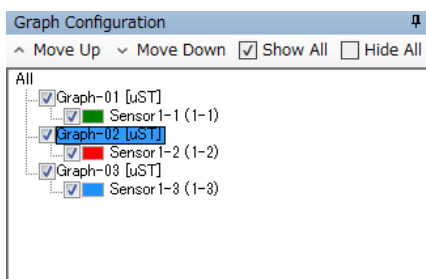 Graph Configuration
Move Up Move Down Show All Hide All
All
Graph-01 [uST]
Sensor1-1 (1-1)
Graph-02 [uST]
Sensor1-2 (1-2)
Graph-03 [uST]
Sensor1-3 (1-3)